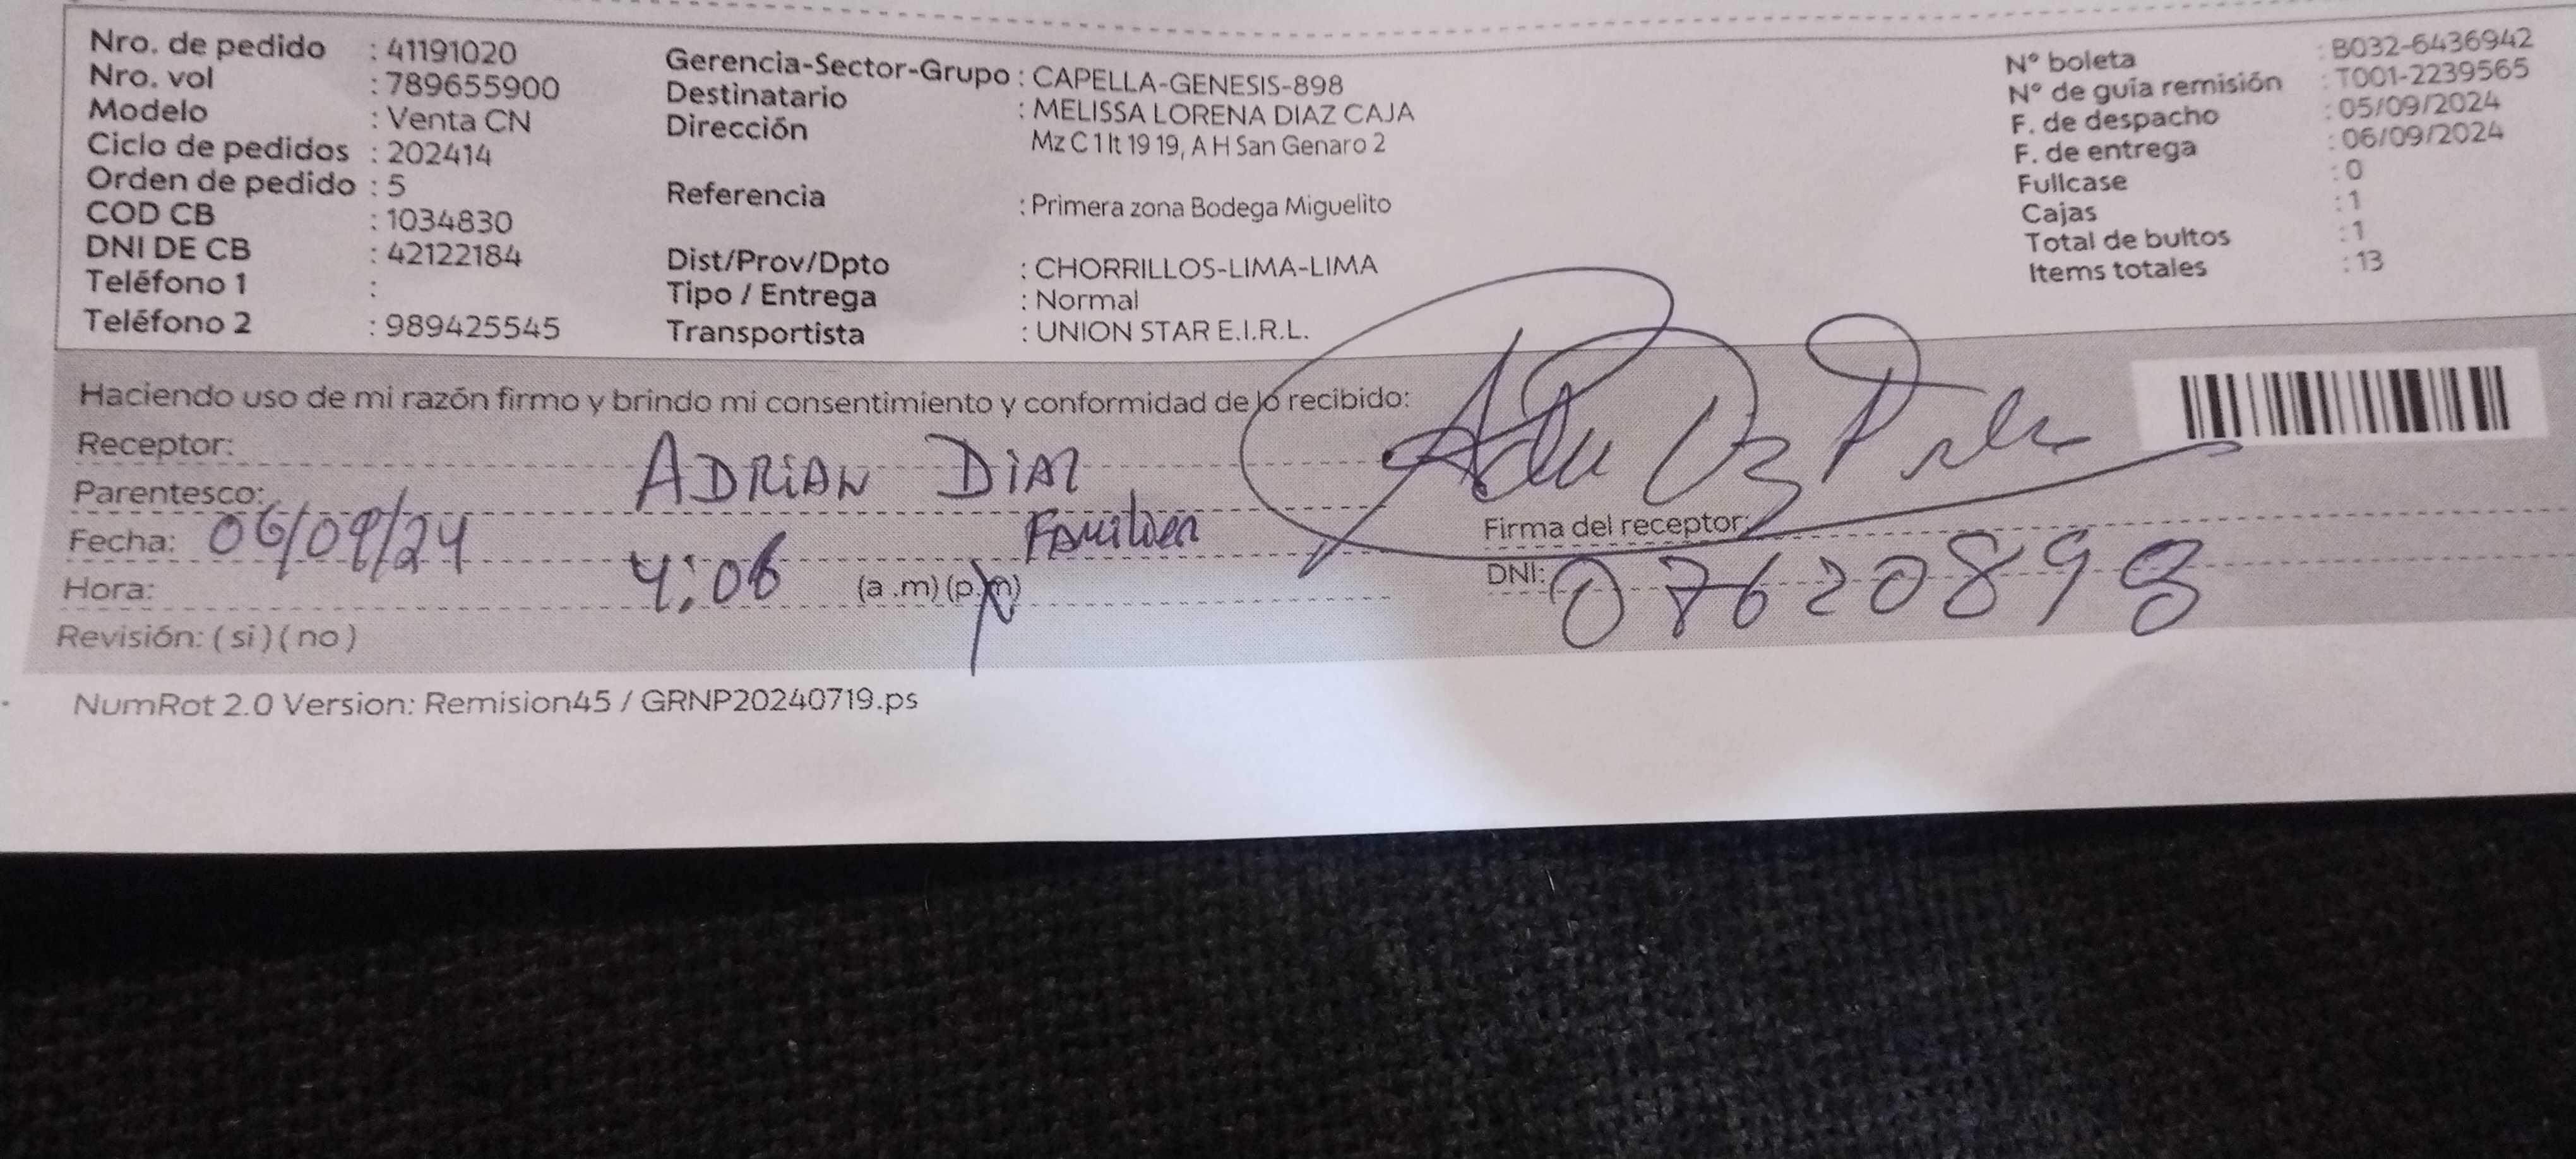 Nro. de pedido : 41191020
Nro. vol : 789655900
Modelo : Venta CN
Ciclo de pedidos : 202414
Orden de pedido : 5
COD CB : 1034830
DNI DE CB : 42122184
Teléfono 1 :
Teléfono 2 : 989425545
Gerencia-Sector-Grupo : CAPELLA-GENESIS-898
Destinatario : MELISSA LORENA DIAZ CAJA
Dirección Mz C 1 lt 19 19, A H San Genaro 2
Referencia : Primera zona Bodega Miguelito
Dist/Prov/Dpto : CHORRILLOS-LIMA-LIMA
Tipo / Entrega : Normal
Transportista : UNION STAR E.I.R.L.
N° boleta : B032-6436942
N° de guía remisión : T001-2239565
F. de despacho : 05/09/2024
F. de entrega : 06/09/2024
Fullcase : 0
Cajas : 1
Total de bultos : 1
Items totales : 13
Haciendo uso de mi razón firmo y brindo mi consentimiento y conformidad de lo recibido:
Receptor: ADRIAN DIAZ
Parentesco: Familiar
Fecha: 06/09/24
Hora: 4:06 (a .m) (p.m)
Revisión: ( si ) ( no )
Firma del receptor:
DNI: 07620898
NumRot 2.0 Version: Remision45 / GRNP20240719.ps